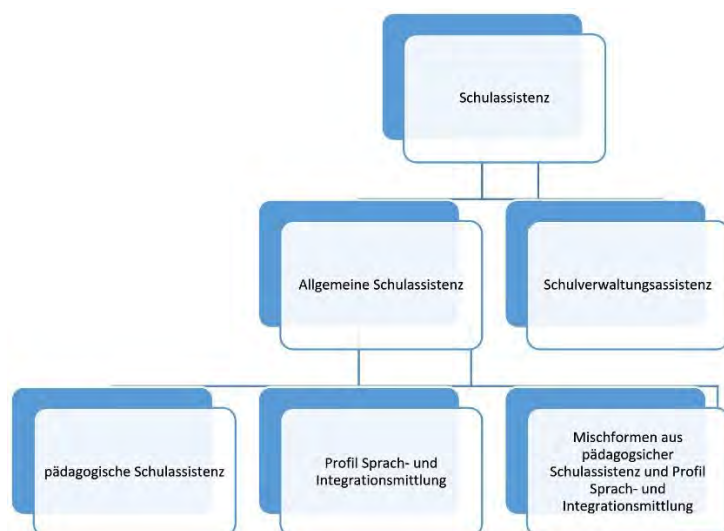 Schulassistenz
Allgemeine Schulassistenz
Schulverwaltungsassistenz
pädagogische Schulassistenz
Profil Sprach- und
Integrationsmittlung
Mischformen aus
pädagogsicher
Schulassistenz und Profil
Sprach- und
Integrationsmittlung